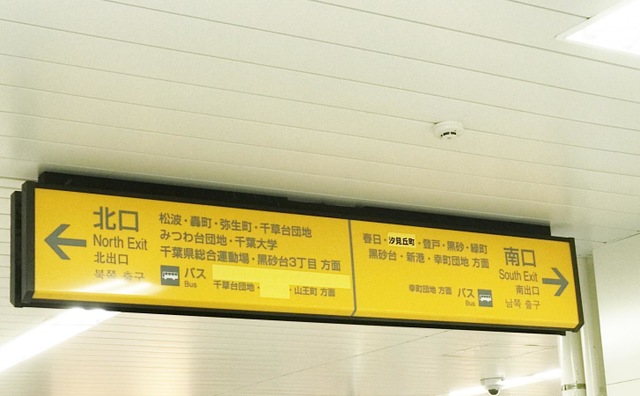 北口
North Exit
北出口
북쪽 출구
松波・轟町・弥生町・千草台団地
みつわ台団地・千葉大学
千葉県総合運動場・黒砂台3丁目 方面
バス
Bus
千草台団地・
・山王町 方面
春日・汐見丘町・登戸・黒砂・緑町
黒砂台・新港・幸町団地 方面
幸町団地 方面
バス
Bus
南口
South Exit
南出口
남쪽 출구